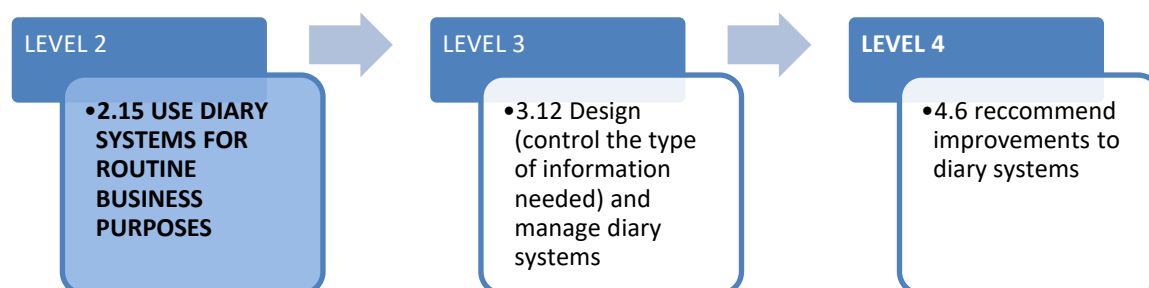 LEVEL 2
•2.15 USE DIARY
SYSTEMS FOR
ROUTINE
BUSINESS
PURPOSES
LEVEL 3
•3.12 Design
(control the type
of information
needed) and
manage diary
systems
LEVEL 4
•4.6 reccommend
improvements to
diary systems